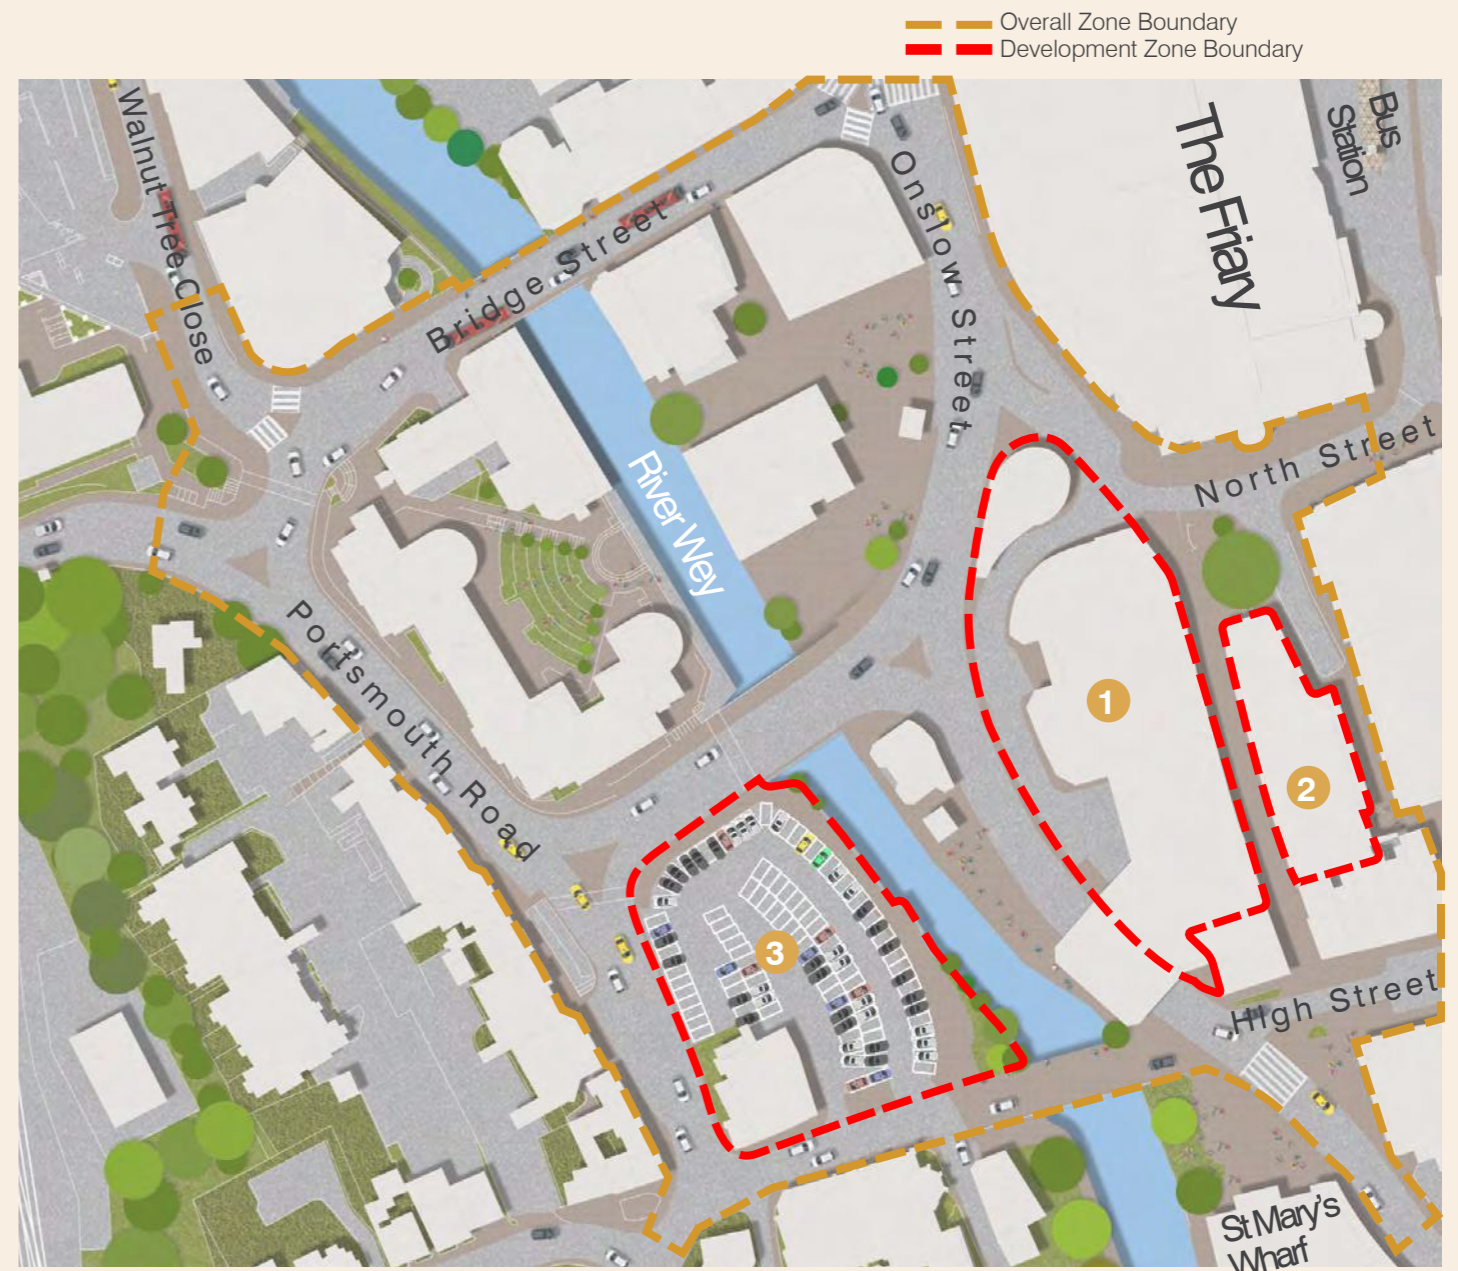 Overall Zone Boundary
Development Zone Boundary
Walnut Tree Close
Bridge Street
Onslow Street
The Friary
Bus
Station
North Street
River Wey
Portsmouth Road
1
2
3
High Street
St Mary's
Wharf